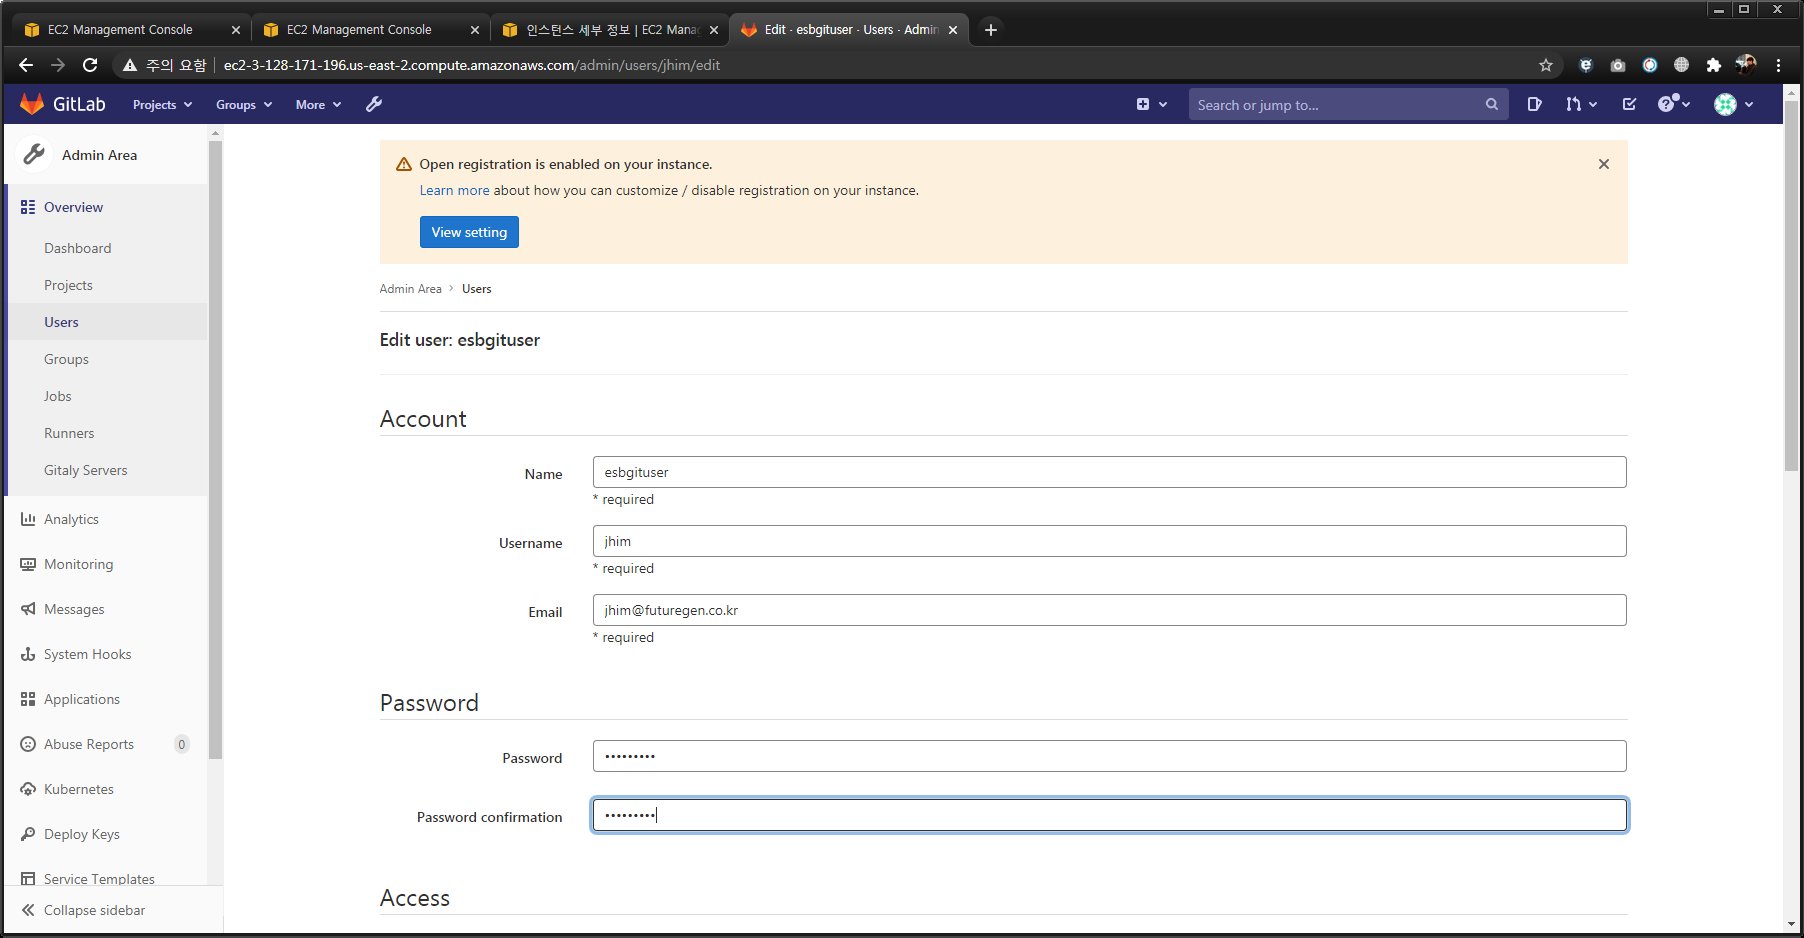 EC2 Management Console
EC2 Management Console
인스턴스 세부 정보 | EC2 Mana
Edit · esbgituser · Users · Admin
주의 요함
ec2-3-128-171-196.us-east-2.compute.amazonaws.com/admin/users/jhim/edit
GitLab
Projects
Groups
More
Search or jump to...
Admin Area
Overview
Dashboard
Projects
Users
Groups
Jobs
Runners
Gitaly Servers
Analytics
Monitoring
Messages
System Hooks
Applications
Abuse Reports 0
Kubernetes
Deploy Keys
Service Templates
Collapse sidebar
Open registration is enabled on your instance.
Learn more about how you can customize / disable registration on your instance.
View setting
Admin Area > Users
Edit user: esbgituser
Account
Name
esbgituser
* required
Username
jhim
* required
Email
jhim@futuregen.co.kr
* required
Password
Password
•••••••••
Password confirmation
•••••••••
Access